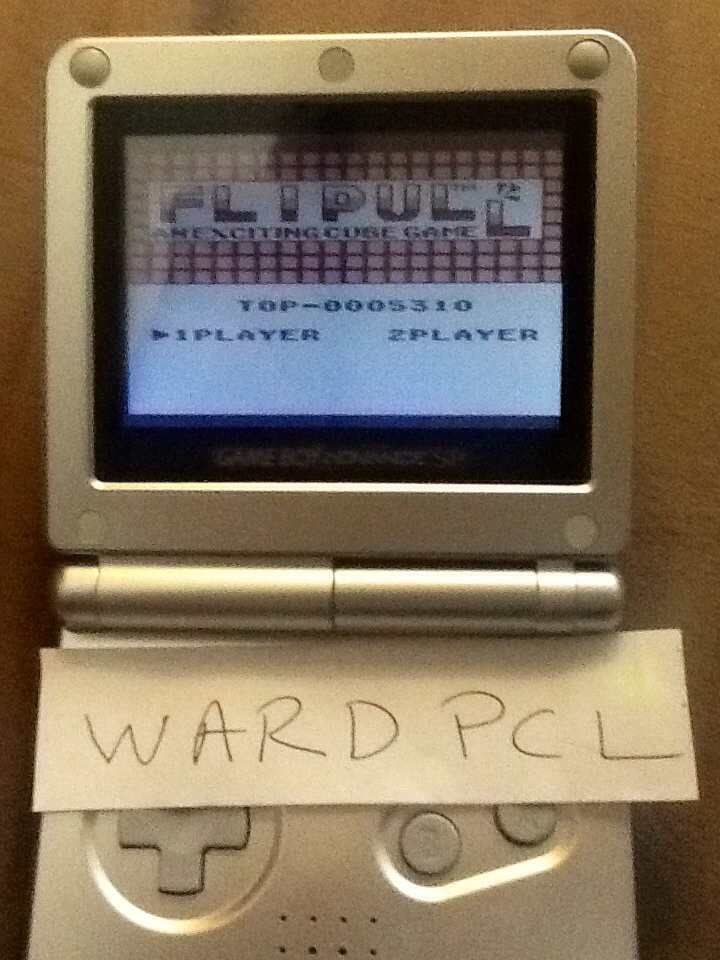 FLIPULL
AN EXCITING CUBE GAME
TOP-0005310
▶1PLAYER 2PLAYER
GAME BOY ADVANCE SP
WARD PCL